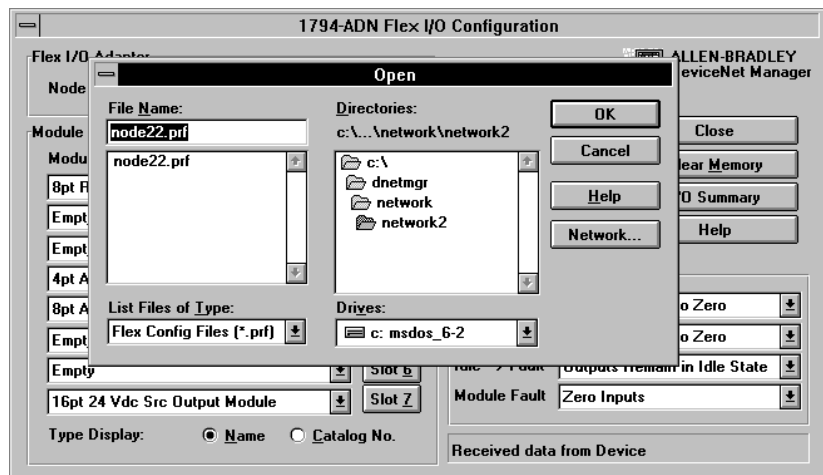 1794-ADN Flex I/O Configuration
Flex I/O Adapter
ALLEN-BRADLEY
DeviceNet Manager
Node
Open
File Name:
node22.prf
node22.prf
List Files of Type:
Flex Config Files (*.prf)
Directories:
c:\...\network\network2
c:\
dnetmgr
network
network2
Drives:
c: msdos_6-2
OK
Cancel
Help
Network...
Module
Modu
8pt R
Empt
Empt
4pt A
8pt A
Empt
Empty
Slot 6
16pt 24 Vdc Src Output Module
Slot 7
Type Display:
Name
Catalog No.
Close
lear Memory
/O Summary
Help
o Zero
o Zero
Idle -> Fault
Outputs Remain in Idle State
Module Fault
Zero Inputs
Received data from Device